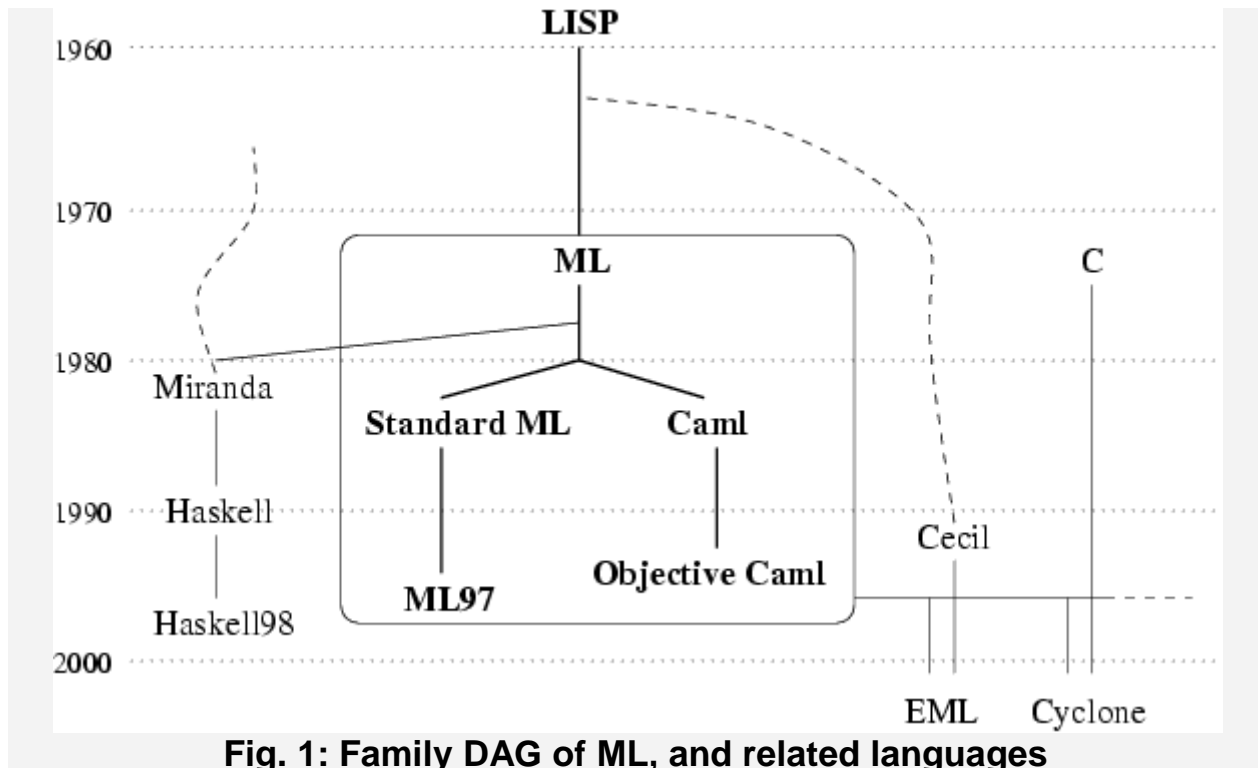 LISP
1960
1970
ML
C
1980
Miranda
Standard ML
Caml
1990
Haskell
Cecil
Objective Caml
ML97
Haskell98
2000
EML
Cyclone
Fig. 1: Family DAG of ML, and related languages